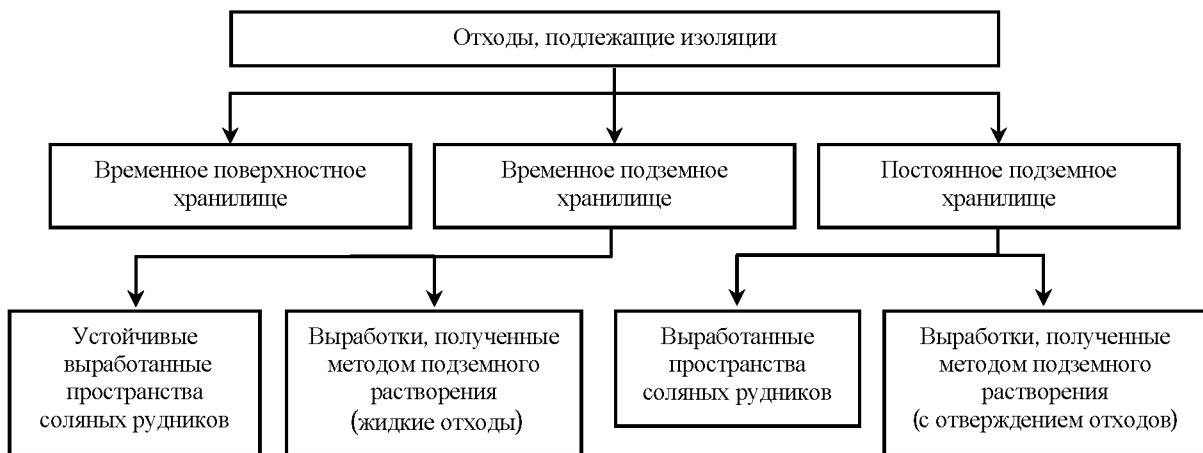 Отходы, подлежащие изоляции
Временное поверхностное
хранилище
Временное подземное
хранилище
Постоянное подземное
хранилище
Устойчивые
выработанные
пространства
соляных рудников
Выработки, полученные
методом подземного
растворения
(жидкие отходы)
Выработанные
пространства
соляных рудников
Выработки, полученные
методом подземного
растворения
(с отверждением отходов)